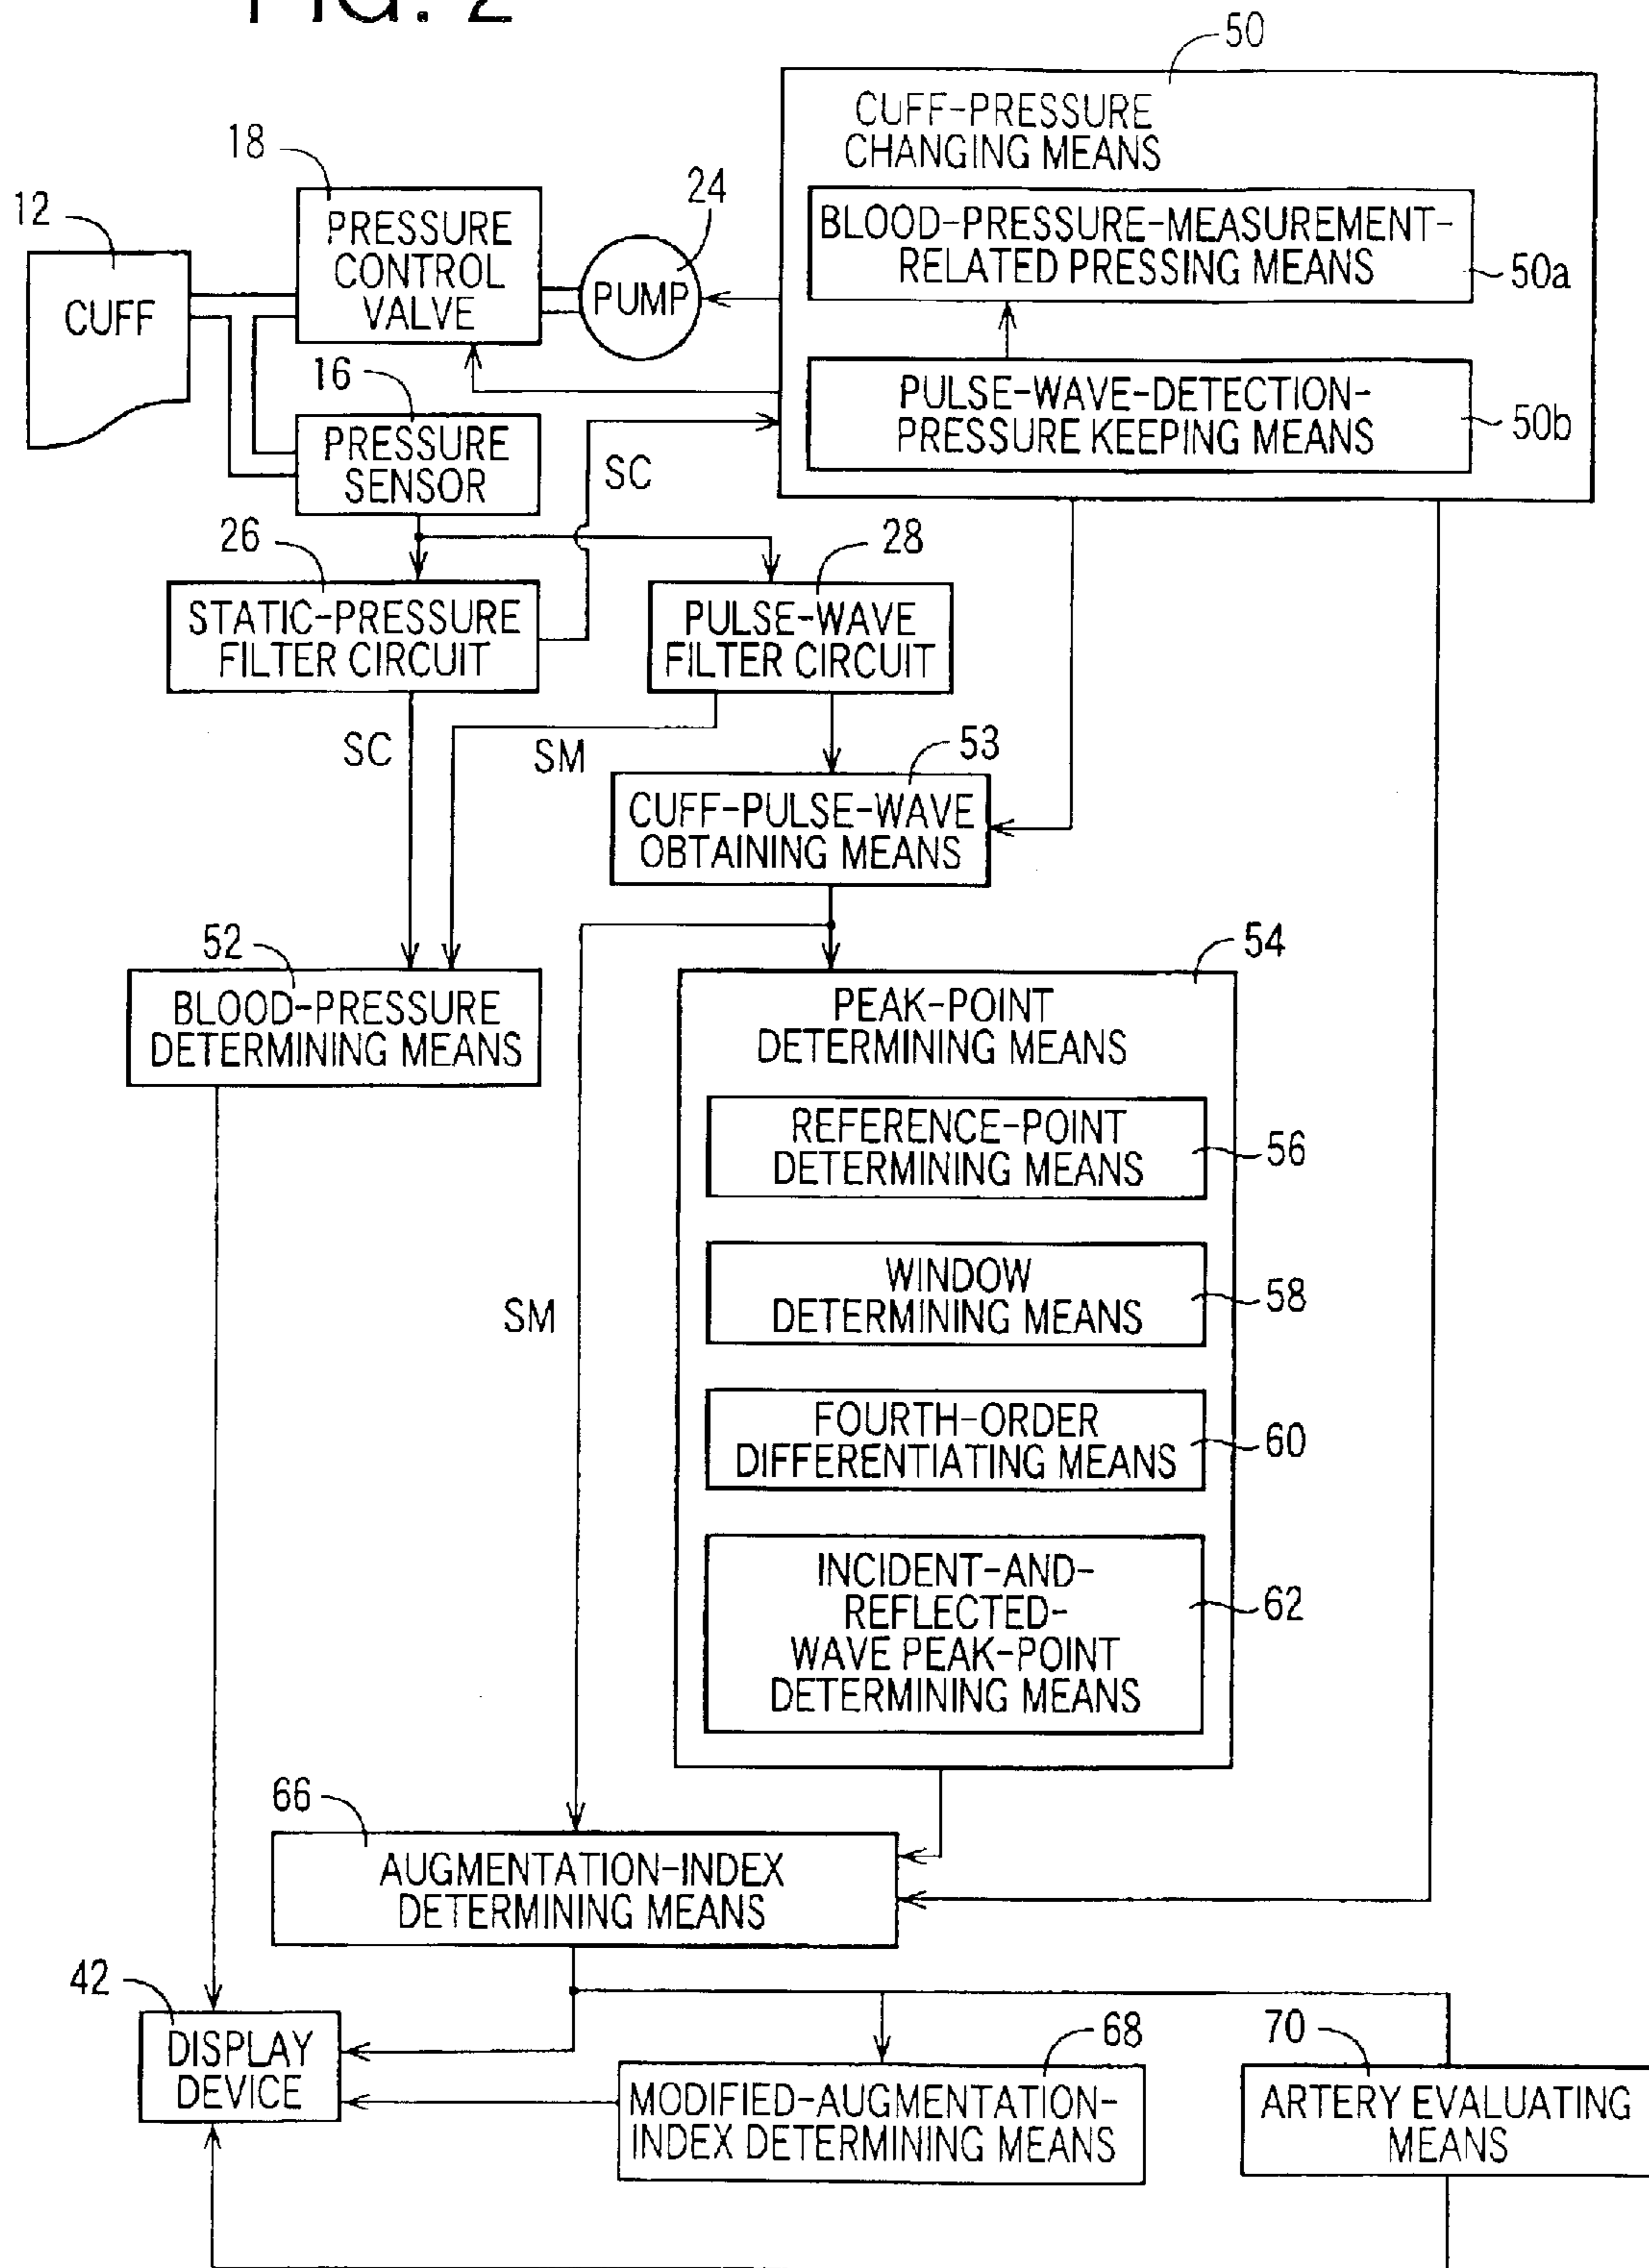 FIG. 2
50
CUFF-PRESSURE
CHANGING MEANS
18
24
12
PRESSURE
CONTROL
VALVE
BLOOD-PRESSURE-MEASUREMENT-
RELATED PRESSING MEANS
50a
CUFF
PUMP
16
PULSE-WAVE-DETECTION-
PRESSURE KEEPING MEANS
50b
PRESSURE
SENSOR
SC
26
28
STATIC-PRESSURE
FILTER CIRCUIT
PULSE-WAVE
FILTER CIRCUIT
SC
SM
53
CUFF-PULSE-WAVE
OBTAINING MEANS
52
54
BLOOD-PRESSURE
DETERMINING MEANS
PEAK-POINT
DETERMINING MEANS
REFERENCE-POINT
DETERMINING MEANS
56
WINDOW
DETERMINING MEANS
58
SM
FOURTH-ORDER
DIFFERENTIATING MEANS
60
INCIDENT-AND-
REFLECTED-
WAVE PEAK-POINT
DETERMINING MEANS
62
66
AUGMENTATION-INDEX
DETERMINING MEANS
42
DISPLAY
DEVICE
68
70
MODIFIED-AUGMENTATION-
INDEX DETERMINING MEANS
ARTERY EVALUATING
MEANS